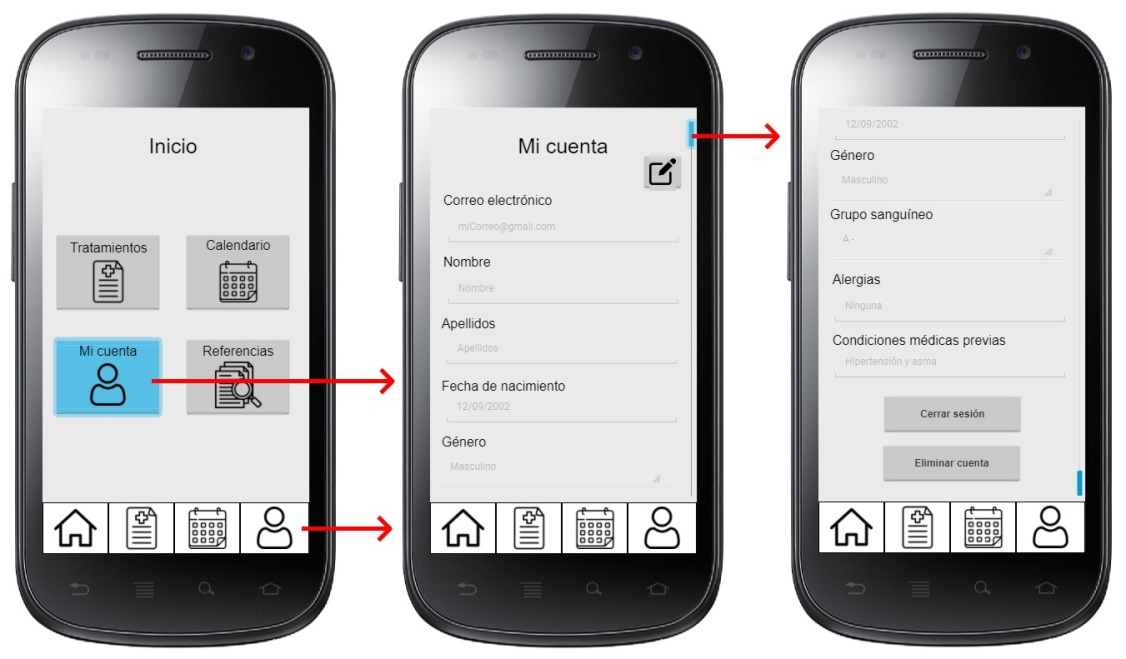 Inicio
Tratamientos
Calendario
Mi cuenta
Referencias
Mi cuenta
Correo electrónico
miCorreo@gmail.com
Nombre
Nombre
Apellidos
Apellidos
Fecha de nacimiento
12/09/2002
Género
Masculino
12/09/2002
Género
Masculino
Grupo sanguíneo
A -
Alergias
Ninguna
Condiciones médicas previas
Hipertensión y asma
Cerrar sesión
Eliminar cuenta